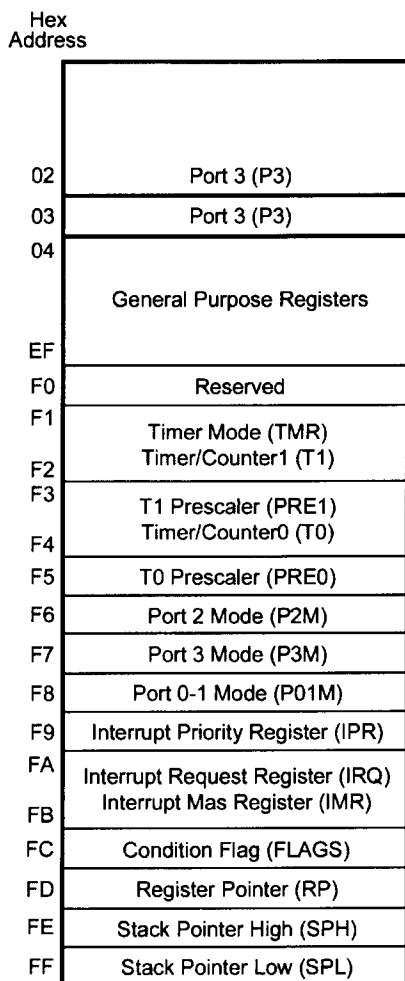 Hex
Address
02 Port 3 (P3)
03 Port 3 (P3)
04
General Purpose Registers
EF
F0 Reserved
F1
Timer Mode (TMR)
Timer/Counter1 (T1)
F2
F3
T1 Prescaler (PRE1)
Timer/Counter0 (T0)
F4
F5 T0 Prescaler (PRE0)
F6 Port 2 Mode (P2M)
F7 Port 3 Mode (P3M)
F8 Port 0-1 Mode (P01M)
F9 Interrupt Priority Register (IPR)
FA
Interrupt Request Register (IRQ)
Interrupt Mas Register (IMR)
FB
FC Condition Flag (FLAGS)
FD Register Pointer (RP)
FE Stack Pointer High (SPH)
FF Stack Pointer Low (SPL)